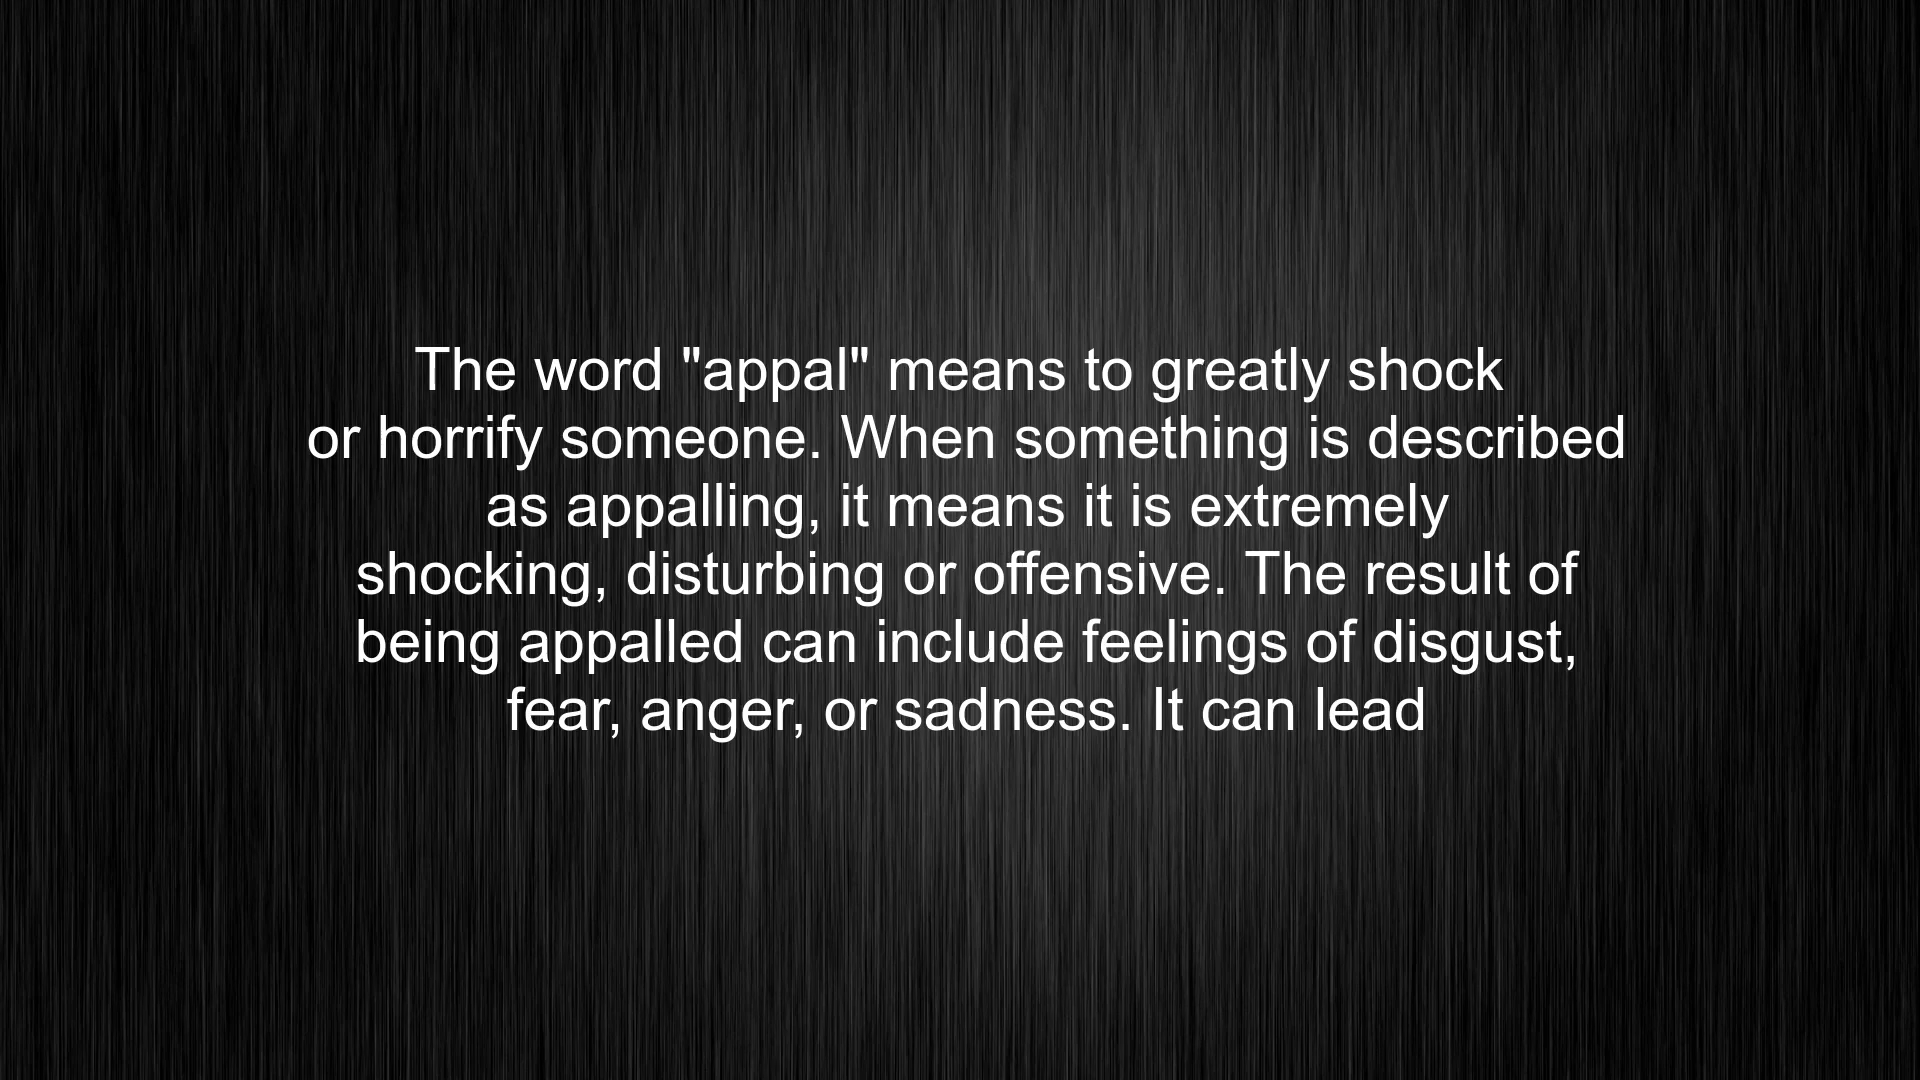 The word "appal" means to greatly shock
or horrify someone. When something is described
as appalling, it means it is extremely
shocking, disturbing or offensive. The result of
being appalled can include feelings of disgust,
fear, anger, or sadness. It can lead